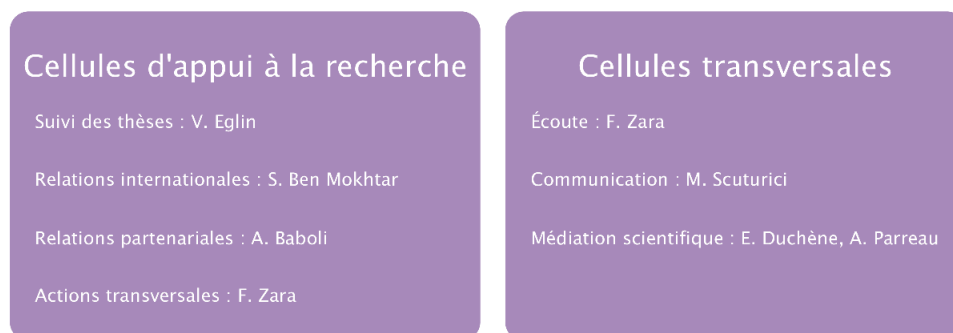 Cellules d'appui à la recherche
Suivi des thèses : V. Eglin
Relations internationales : S. Ben Mokhtar
Relations partenariales : A. Baboli
Actions transversales : F. Zara
Cellules transversales
Écoute : F. Zara
Communication : M. Scuturici
Médiation scientifique : E. Duchène, A. Parreau